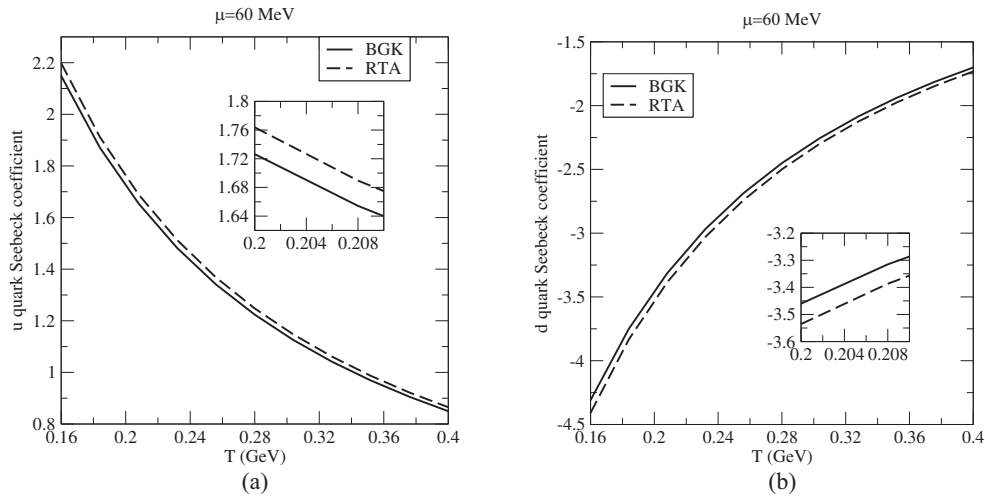 μ=60 MeV
2.2
2
1.8
1.6
1.4
1.2
1
0.8
u quark Seebeck coefficient
BGK
RTA
1.8
1.76
1.72
1.68
1.64
0.2 0.204 0.208
0.16 0.2 0.24 0.28 0.32 0.36 0.4
T (GeV)
(a)
μ=60 MeV
-1.5
-2
-2.5
-3
-3.5
-4
-4.5
d quark Seebeck coefficient
BGK
RTA
-3.2
-3.3
-3.4
-3.5
-3.6
0.2 0.204 0.208
0.16 0.2 0.24 0.28 0.32 0.36 0.4
T (GeV)
(b)